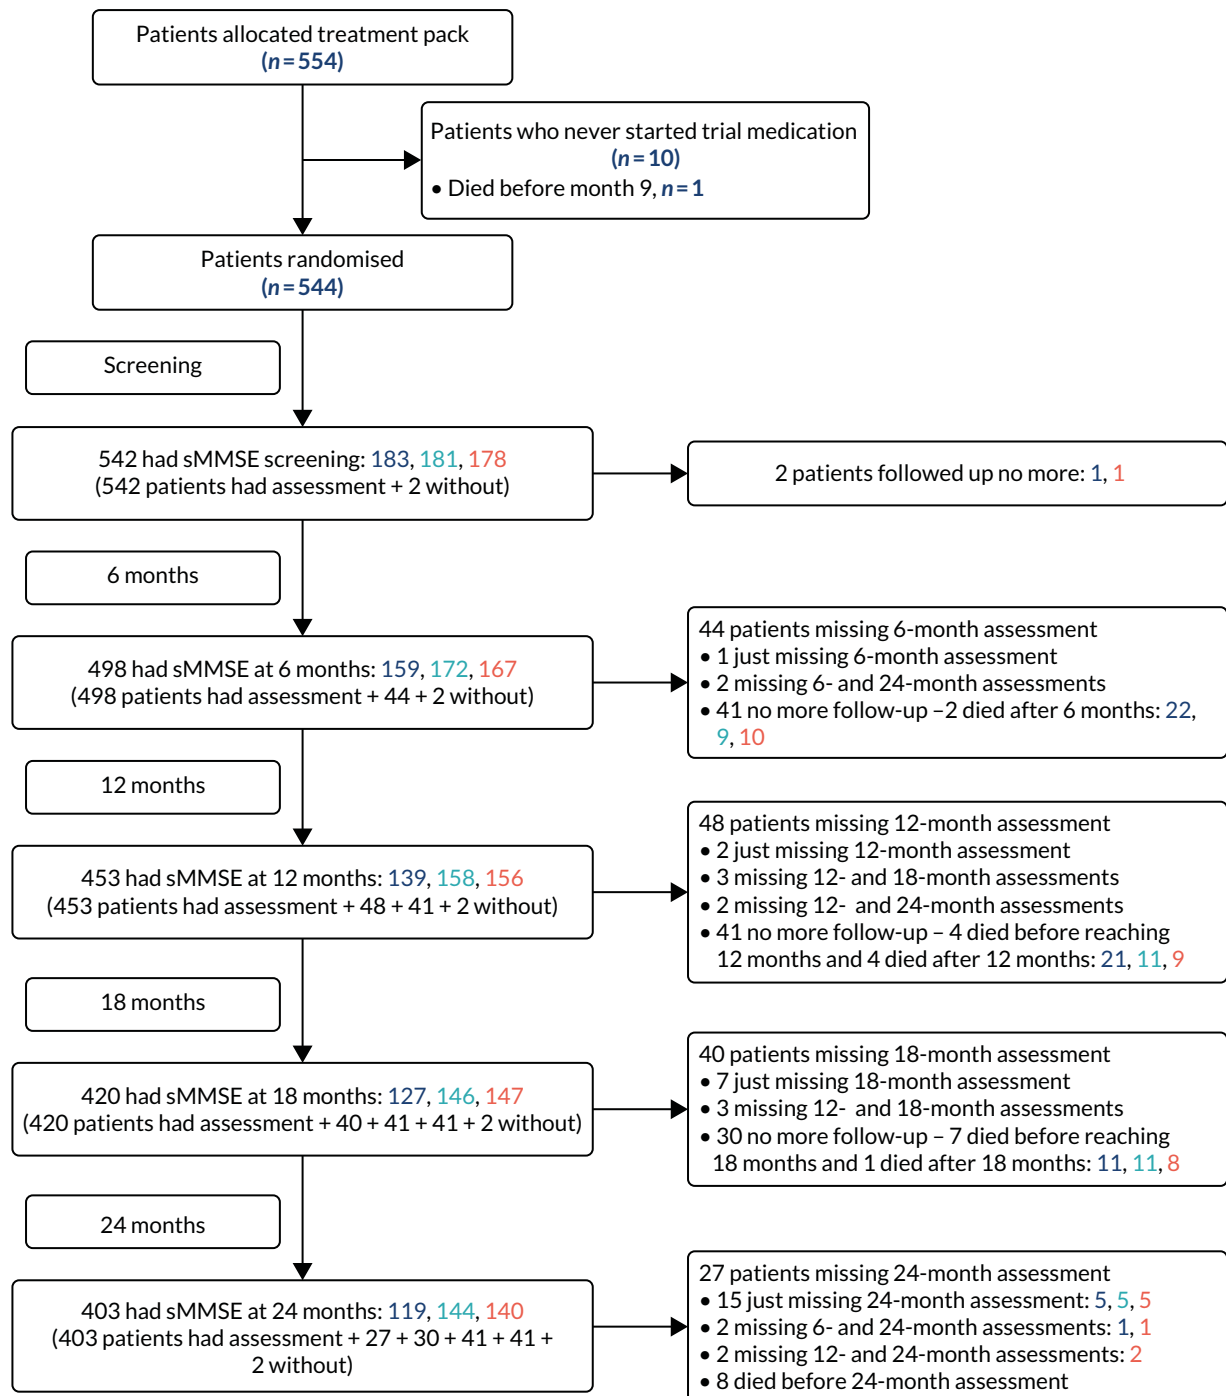 Patients allocated treatment pack
(n = 554)
Patients who never started trial medication
(n = 10)
• Died before month 9, n = 1
Patients randomised
(n = 544)
Screening
542 had sMMSE screening: 183, 181, 178
(542 patients had assessment + 2 without)
2 patients followed up no more: 1, 1
6 months
498 had sMMSE at 6 months: 159, 172, 167
(498 patients had assessment + 44 + 2 without)
44 patients missing 6-month assessment
• 1 just missing 6-month assessment
• 2 missing 6- and 24-month assessments
• 41 no more follow-up –2 died after 6 months: 22,
9, 10
12 months
453 had sMMSE at 12 months: 139, 158, 156
(453 patients had assessment + 48 + 41 + 2 without)
48 patients missing 12-month assessment
• 2 just missing 12-month assessment
• 3 missing 12- and 18-month assessments
• 2 missing 12- and 24-month assessments
• 41 no more follow-up – 4 died before reaching
12 months and 4 died after 12 months: 21, 11, 9
18 months
420 had sMMSE at 18 months: 127, 146, 147
(420 patients had assessment + 40 + 41 + 41 + 2 without)
40 patients missing 18-month assessment
• 7 just missing 18-month assessment
• 3 missing 12- and 18-month assessments
• 30 no more follow-up – 7 died before reaching
18 months and 1 died after 18 months: 11, 11, 8
24 months
403 had sMMSE at 24 months: 119, 144, 140
(403 patients had assessment + 27 + 30 + 41 + 41 +
2 without)
27 patients missing 24-month assessment
• 15 just missing 24-month assessment: 5, 5, 5
• 2 missing 6- and 24-month assessments: 1, 1
• 2 missing 12- and 24-month assessments: 2
• 8 died before 24-month assessment